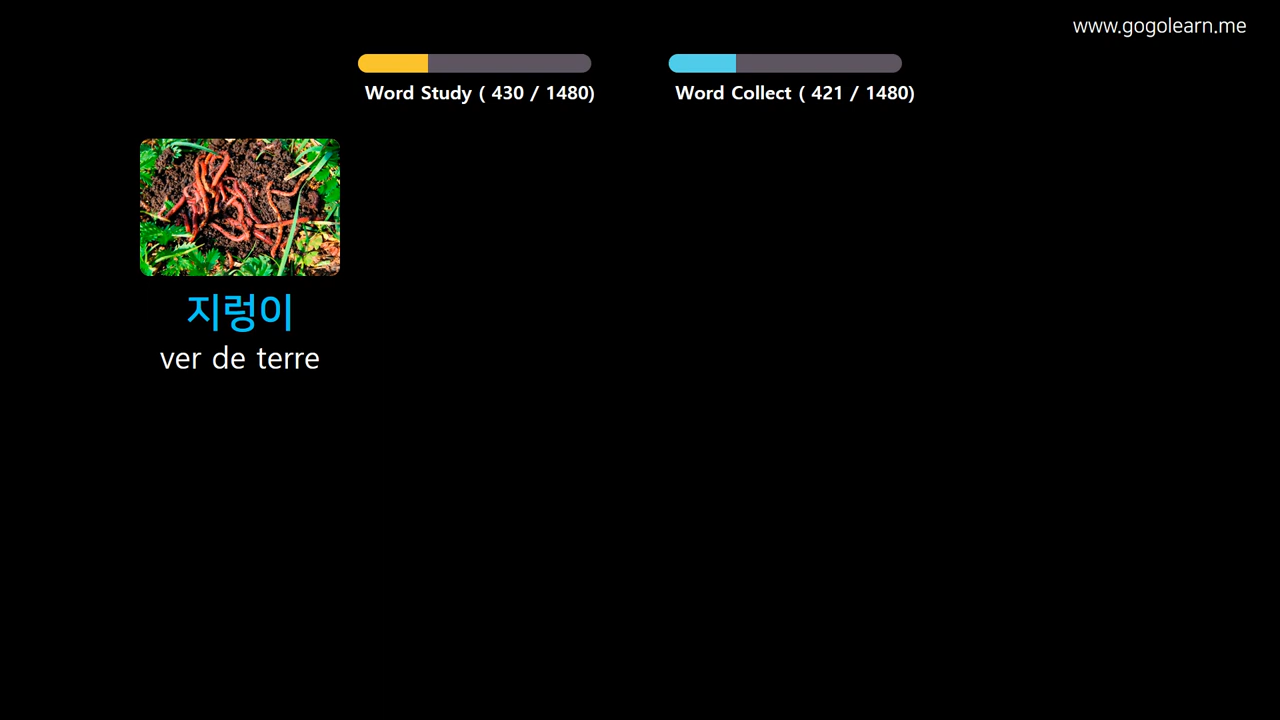 www.gogolearn.me
Word Study ( 430 / 1480)
Word Collect ( 421 / 1480)
지렁이
ver de terre